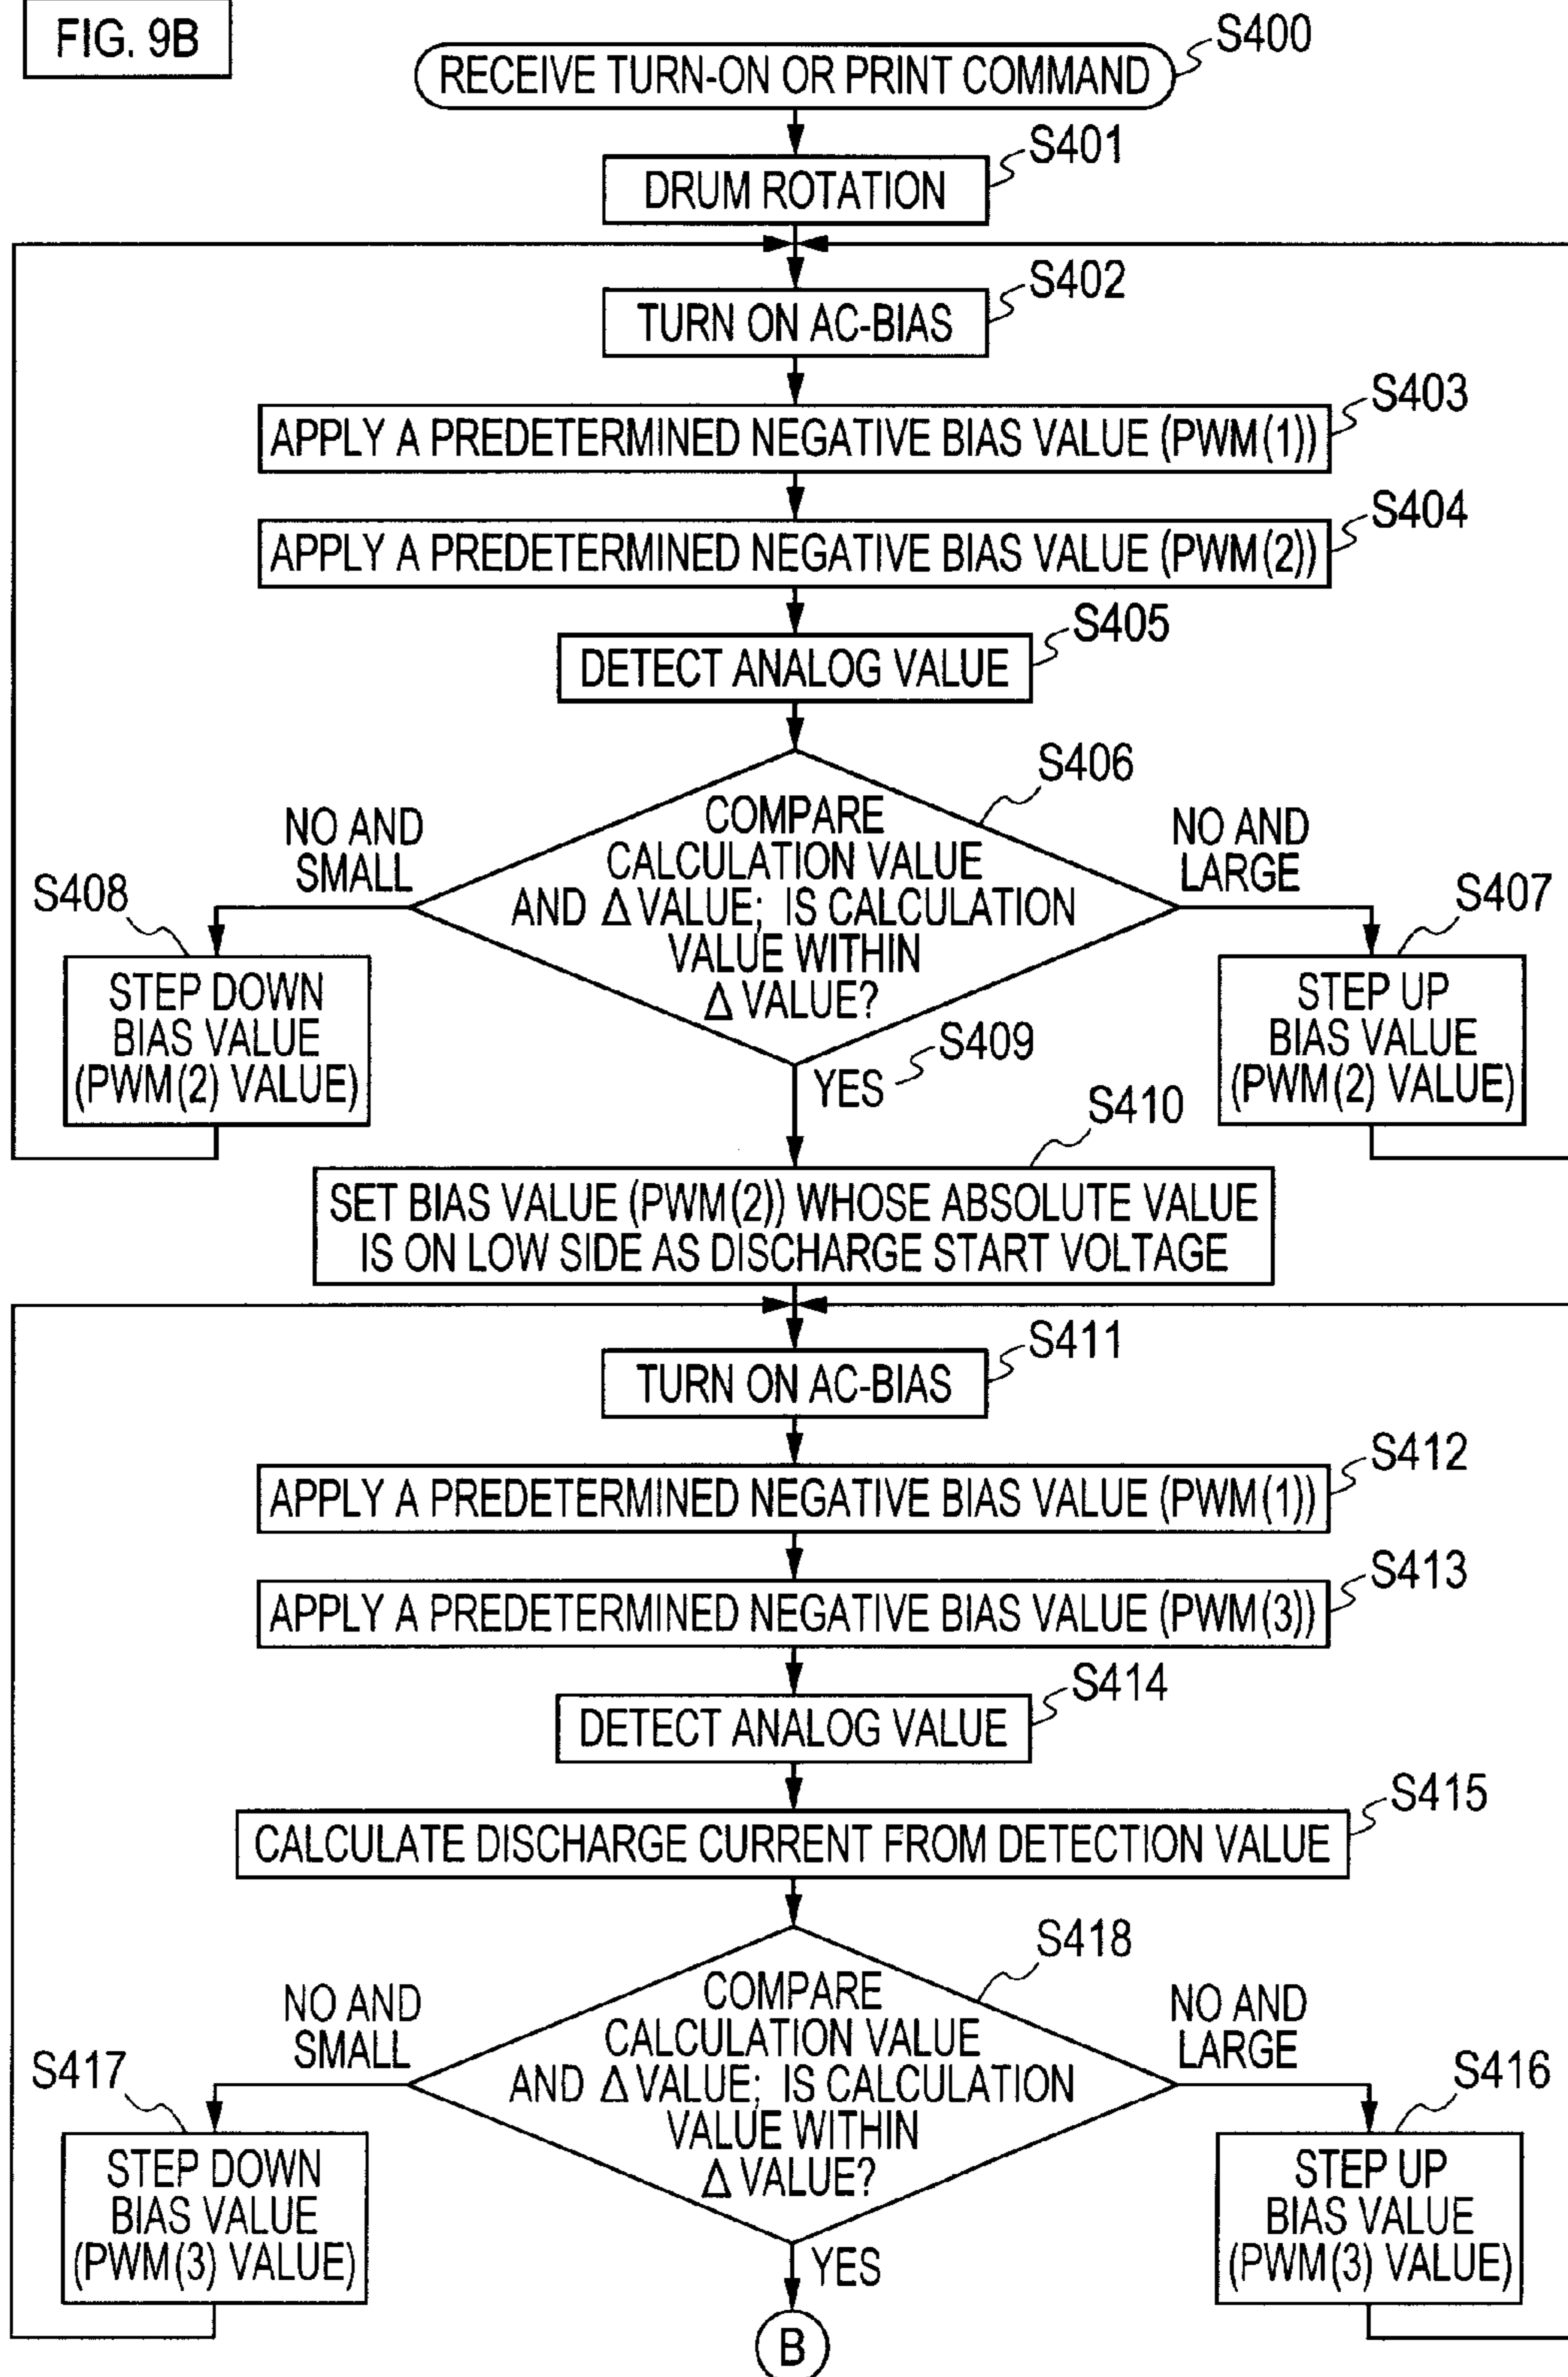 FIG. 9B
RECEIVE TURN-ON OR PRINT COMMAND
S400
DRUM ROTATION
S401
TURN ON AC-BIAS
S402
APPLY A PREDETERMINED NEGATIVE BIAS VALUE (PWM(1))
S403
APPLY A PREDETERMINED NEGATIVE BIAS VALUE (PWM(2))
S404
DETECT ANALOG VALUE
S405
COMPARE
CALCULATION VALUE
AND Δ VALUE; IS CALCULATION
VALUE WITHIN
Δ VALUE?
S406
NO AND
SMALL
NO AND
LARGE
S408
STEP DOWN
BIAS VALUE
(PWM(2) VALUE)
S407
STEP UP
BIAS VALUE
(PWM(2) VALUE)
YES
S409
S410
SET BIAS VALUE (PWM(2)) WHOSE ABSOLUTE VALUE
IS ON LOW SIDE AS DISCHARGE START VOLTAGE
TURN ON AC-BIAS
S411
APPLY A PREDETERMINED NEGATIVE BIAS VALUE (PWM(1))
S412
APPLY A PREDETERMINED NEGATIVE BIAS VALUE (PWM(3))
S413
DETECT ANALOG VALUE
S414
CALCULATE DISCHARGE CURRENT FROM DETECTION VALUE
S415
COMPARE
CALCULATION VALUE
AND Δ VALUE; IS CALCULATION
VALUE WITHIN
Δ VALUE?
S418
NO AND
SMALL
NO AND
LARGE
S417
STEP DOWN
BIAS VALUE
(PWM(3) VALUE)
S416
STEP UP
BIAS VALUE
(PWM(3) VALUE)
YES
B